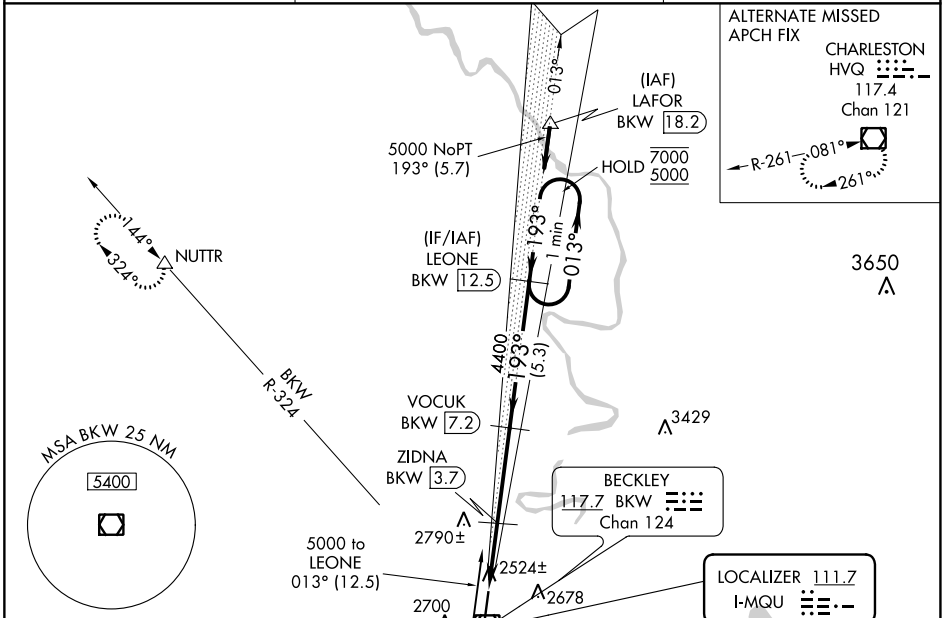 ALTERNATE MISSED
APCH FIX
CHARLESTON
HVQ
117.4
Chan 121
R-261
081°
261°
013°
(IAF)
LAFOR
BKW 18.2
5000 NoPT
193° (5.7)
HOLD 7000
5000
193°
1 min
013°
(IF/IAF)
LEONE
BKW 12.5
144°
324°
NUTTR
3650
4400
193°
(5.3)
BKW
R-324
VOCUK
BKW 7.2
3429
MSA BKW 25 NM
5400
ZIDNA
BKW 3.7
2790±
BECKLEY
117.7 BKW
Chan 124
5000 to
LEONE
013° (12.5)
2524±
2678
2700
LOCALIZER 111.7
I-MQU